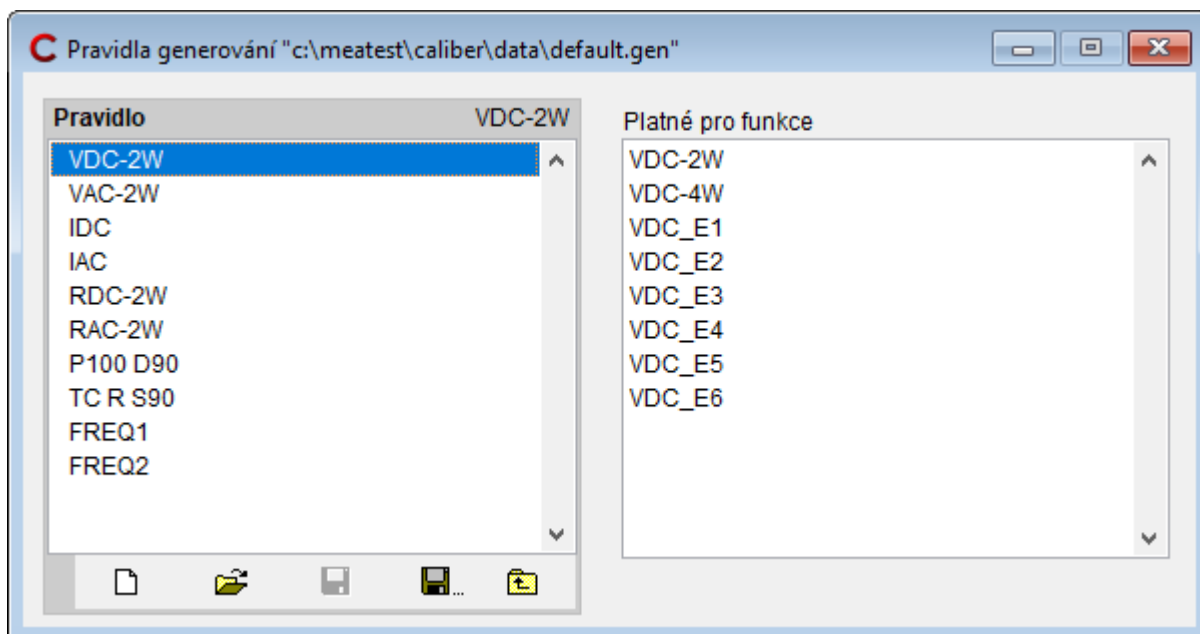 Pravidla generování "c:\meatest\caliber\data\default.gen"
Pravidlo VDC-2W
VDC-2W
VAC-2W
IDC
IAC
RDC-2W
RAC-2W
P100 D90
TC R S90
FREQ1
FREQ2
Platné pro funkce
VDC-2W
VDC-4W
VDC_E1
VDC_E2
VDC_E3
VDC_E4
VDC_E5
VDC_E6